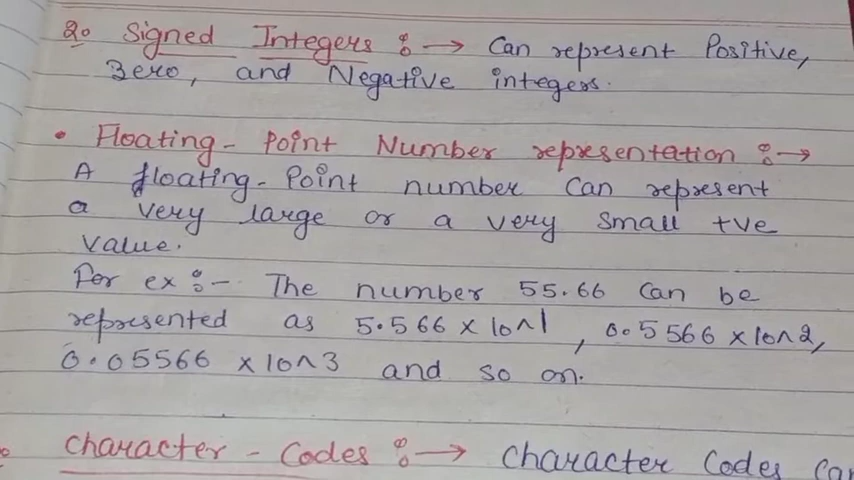 2. Signed Integers :→ Can represent Positive,
Zero, and Negative integers.
• Floating-Point Number representation :→
A floating-Point number can represent
a very large or a very small +ve
value.
For ex :- The number 55.66 can be
represented as 5.566 x 10^1, 0.5566 x 10^2,
0.05566 x 10^3 and so on.
Character-Codes :→ Character Codes